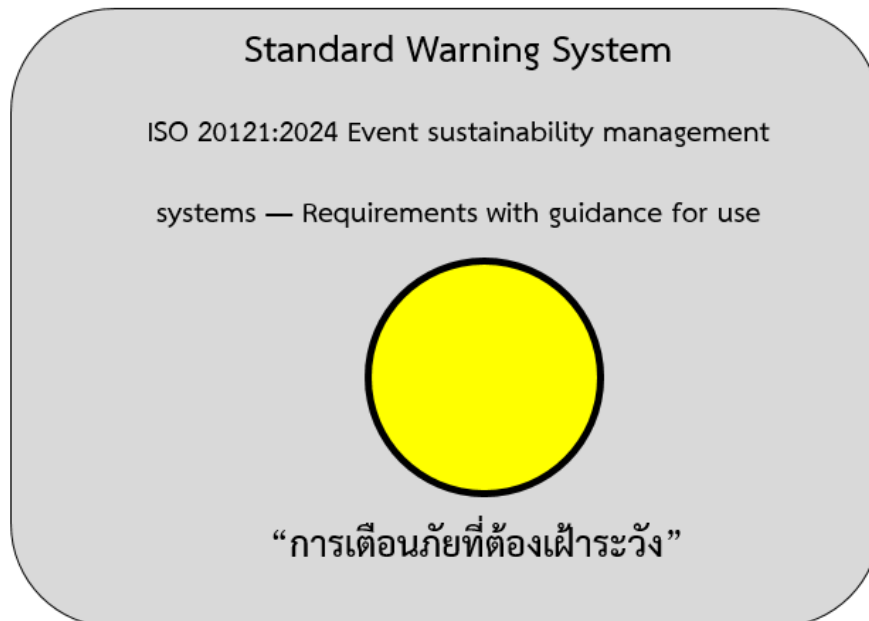 Standard Warning System
ISO 20121:2024 Event sustainability management
systems — Requirements with guidance for use
“การเตือนภัยที่ต้องเฝ้าระวัง”